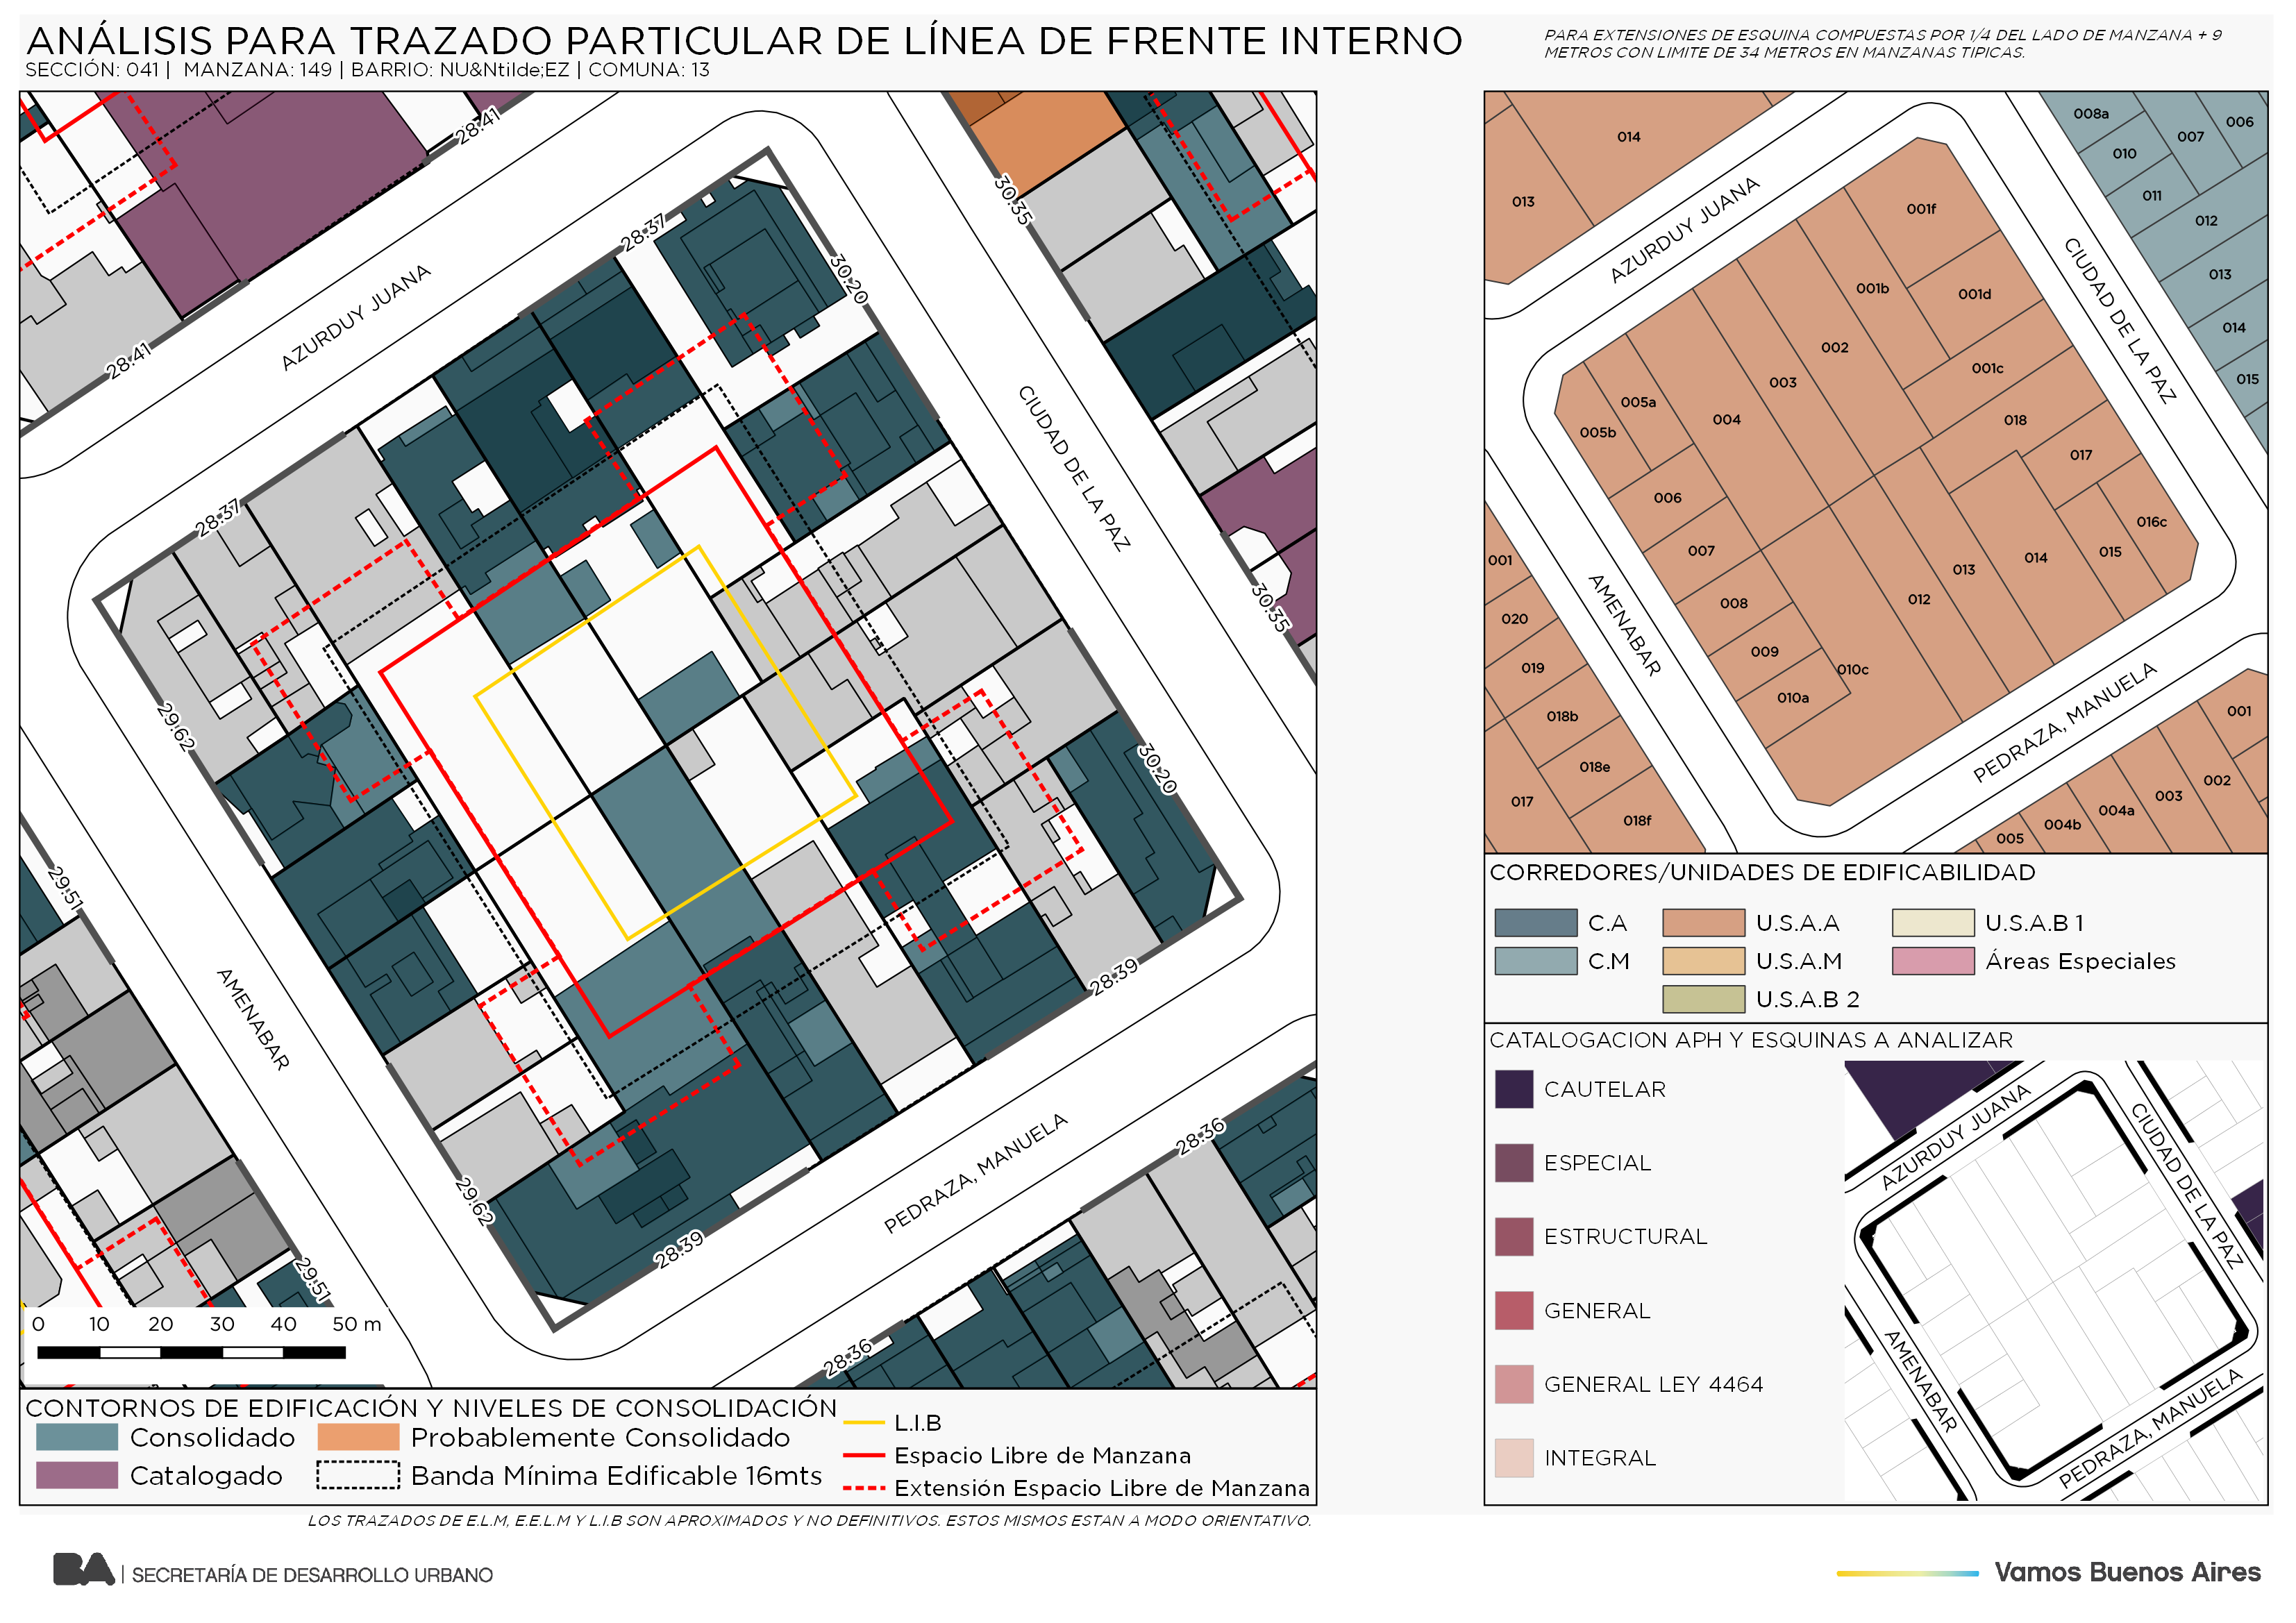 ANÁLISIS PARA TRAZADO PARTICULAR DE LÍNEA DE FRENTE INTERNO
SECCIÓN: 041 | MANZANA: 149 | BARRIO: NU&Ntilde;EZ | COMUNA: 13
PARA EXTENSIONES DE ESQUINA COMPUESTAS POR 1/4 DEL LADO DE MANZANA + 9
METROS CON LIMITE DE 34 METROS EN MANZANAS TIPICAS.
28.41
28.41
AZURDUY JUANA
28.37
28.37
30.20
30.35
CIUDAD DE LA PAZ
30.35
29.62
29.51
AMENABAR
30.20
28.39
PEDRAZA, MANUELA
28.36
29.62
28.39
29.51
28.36
0 10 20 30 40 50 m
CONTORNOS DE EDIFICACIÓN Y NIVELES DE CONSOLIDACIÓN
Consolidado
Probablemente Consolidado
Catalogado
Banda Mínima Edificable 16mts
L.I.B
Espacio Libre de Manzana
Extensión Espacio Libre de Manzana
LOS TRAZADOS DE E.L.M, E.E.L.M Y L.I.B SON APROXIMADOS Y NO DEFINITIVOS. ESTOS MISMOS ESTAN A MODO ORIENTATIVO.
014
013
008a
007
006
010
011
012
013
014
015
AZURDUY JUANA
CIUDAD DE LA PAZ
001f
001b
001d
002
001c
003
005a
004
005b
018
017
006
016c
007
015
014
013
008
012
009
010c
010a
AMENABAR
PEDRAZA, MANUELA
001
020
019
018b
018e
017
018f
001
002
003
004a
004b
005
CORREDORES/UNIDADES DE EDIFICABILIDAD
C.A
U.S.A.A
U.S.A.B 1
C.M
U.S.A.M
Áreas Especiales
U.S.A.B 2
CATALOGACION APH Y ESQUINAS A ANALIZAR
CAUTELAR
ESPECIAL
ESTRUCTURAL
GENERAL
GENERAL LEY 4464
INTEGRAL
AZURDUY JUANA
CIUDAD DE LA PAZ
AMENABAR
PEDRAZA, MANUELA
BA | SECRETARÍA DE DESARROLLO URBANO
Vamos Buenos Aires